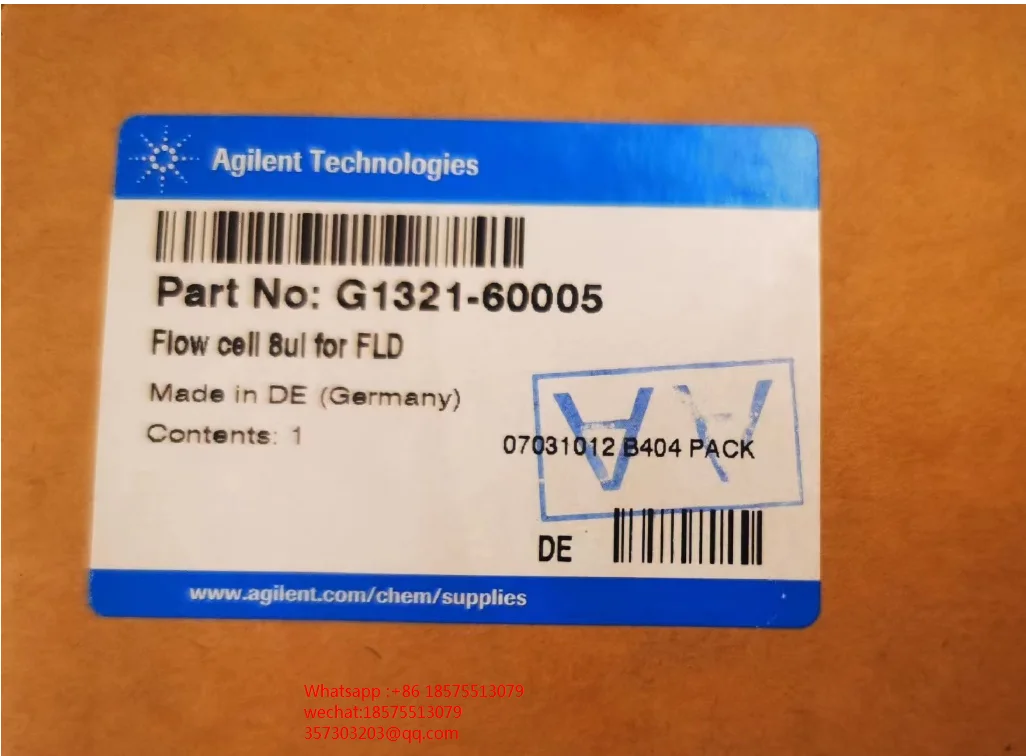 Agilent Technologies
Part No: G1321-60005
Flow cell 8ul for FLD
Made in DE (Germany)
Contents: 1
AA
07031012 B404 PACK
DE
www.agilent.com/chem/supplies
Whatsapp :+86 18575513079
wechat:18575513079
357303203@qq.com